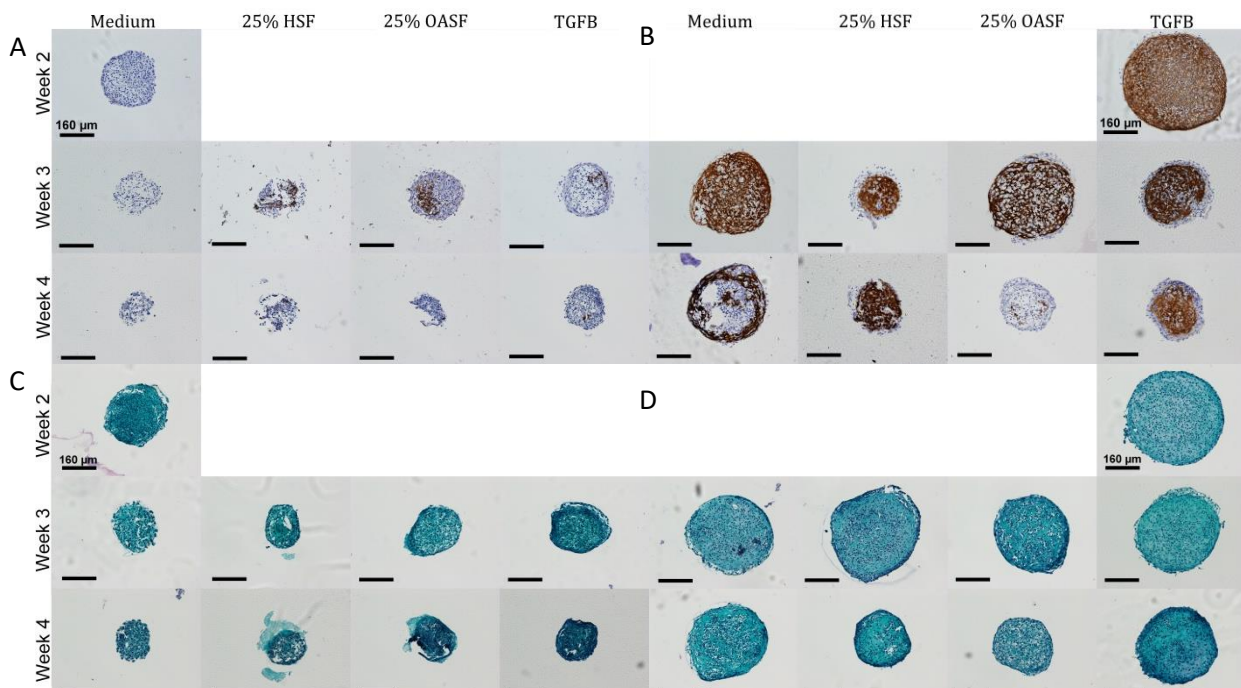 Medium 25% HSF 25% OASF TGFB Medium 25% HSF 25% OASF TGFB
A B
Week 2
160 µm 160 µm
Week 3
Week 4
C D
Week 2
160 µm 160 µm
Week 3
Week 4